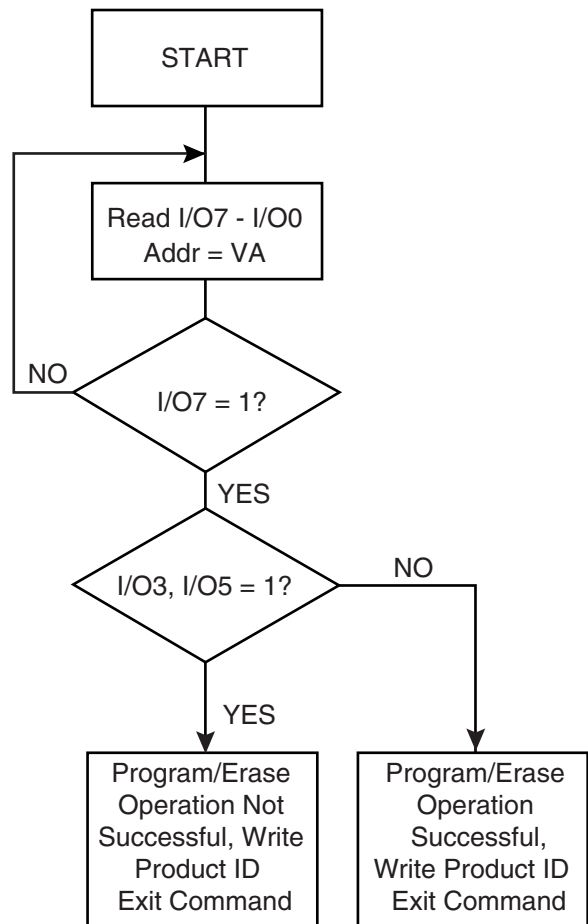 START
Read I/O7 - I/O0
Addr = VA
NO
I/O7 = 1?
YES
I/O3, I/O5 = 1?
NO
YES
Program/Erase
Operation Not
Successful, Write
Product ID
Exit Command
Program/Erase
Operation
Successful,
Write Product ID
Exit Command